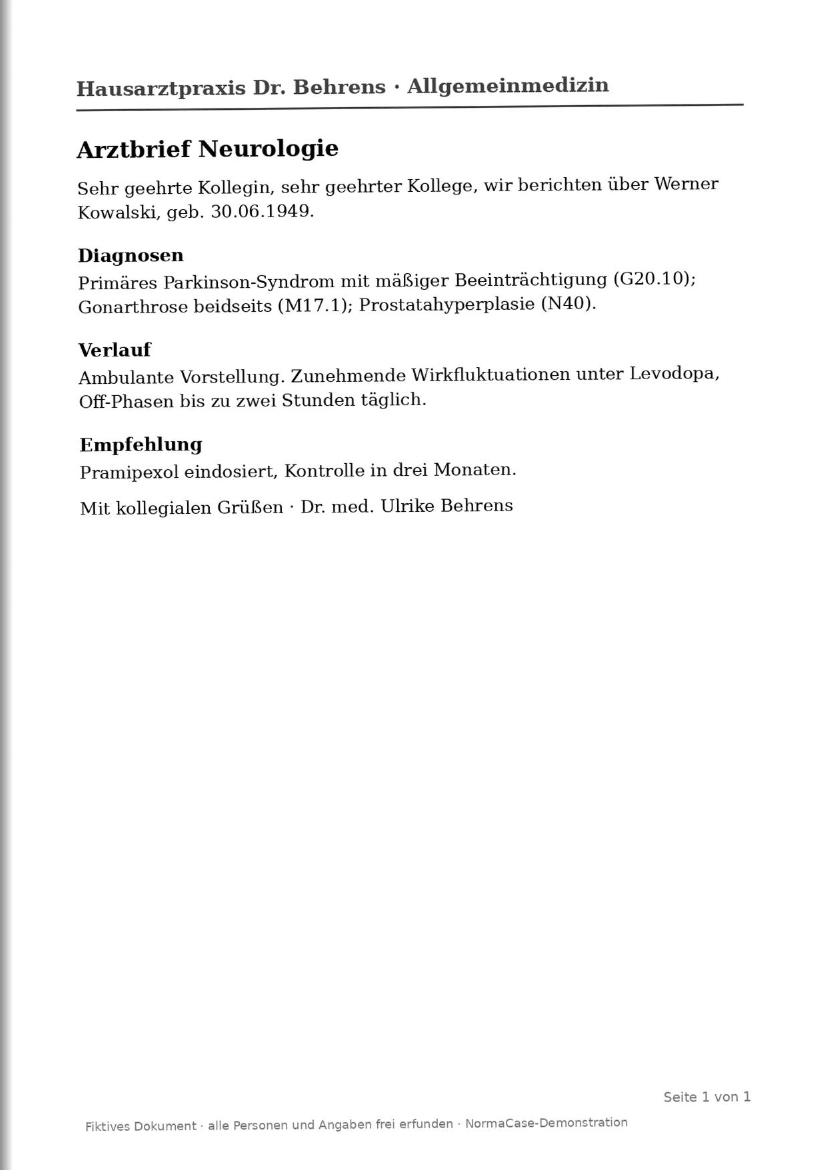 Hausarztpraxis Dr. Behrens · Allgemeinmedizin
Arztbrief Neurologie
Sehr geehrte Kollegin, sehr geehrter Kollege, wir berichten über Werner
Kowalski, geb. 30.06.1949.
Diagnosen
Primäres Parkinson-Syndrom mit mäßiger Beeinträchtigung (G20.10);
Gonarthrose beidseits (M17.1); Prostatahyperplasie (N40).
Verlauf
Ambulante Vorstellung. Zunehmende Wirkfluktuationen unter Levodopa,
Off-Phasen bis zu zwei Stunden täglich.
Empfehlung
Pramipexol eindosiert, Kontrolle in drei Monaten.
Mit kollegialen Grüßen · Dr. med. Ulrike Behrens
Seite 1 von 1
Fiktives Dokument · alle Personen und Angaben frei erfunden · NormaCase-Demonstration